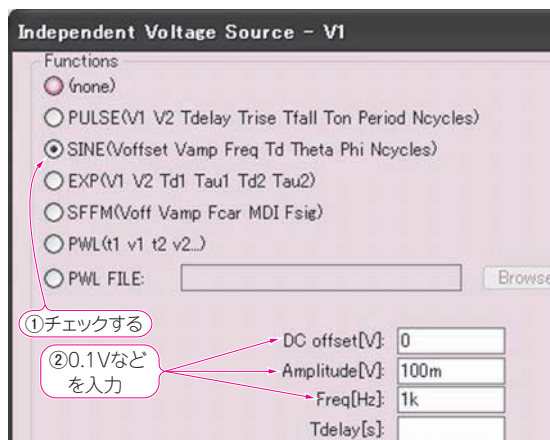 Independent Voltage Source - V1
Functions
(none)
PULSE(V1 V2 Tdelay Trise Tfall Ton Period Ncycles)
SINE(Voffset Vamp Freq Td Theta Phi Ncycles)
EXP(V1 V2 Td1 Tau1 Td2 Tau2)
SFFM(Voff Vamp Fcar MDI Fsig)
PWL(t1 v1 t2 v2...)
PWL FILE:
Browse
①チェックする
②0.1Vなど
を入力
DC offset[V]: 0
Amplitude[V]: 100m
Freq[Hz]: 1k
Tdelay[s]: